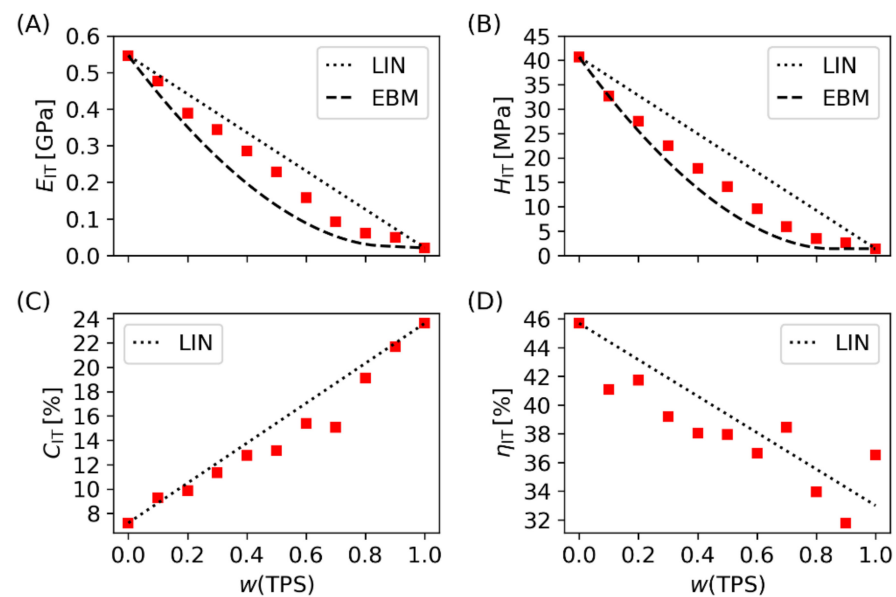 (A)
0.6
0.5
0.4
0.3
0.2
0.1
0.0
E_IT [GPa]
LIN
EBM
(B)
45
40
35
30
25
20
15
10
5
0
H_IT [MPa]
LIN
EBM
(C)
24
22
20
18
16
14
12
10
8
C_IT [%]
LIN
0.0 0.2 0.4 0.6 0.8 1.0
w(TPS)
(D)
46
44
42
40
38
36
34
32
η_IT [%]
LIN
0.0 0.2 0.4 0.6 0.8 1.0
w(TPS)